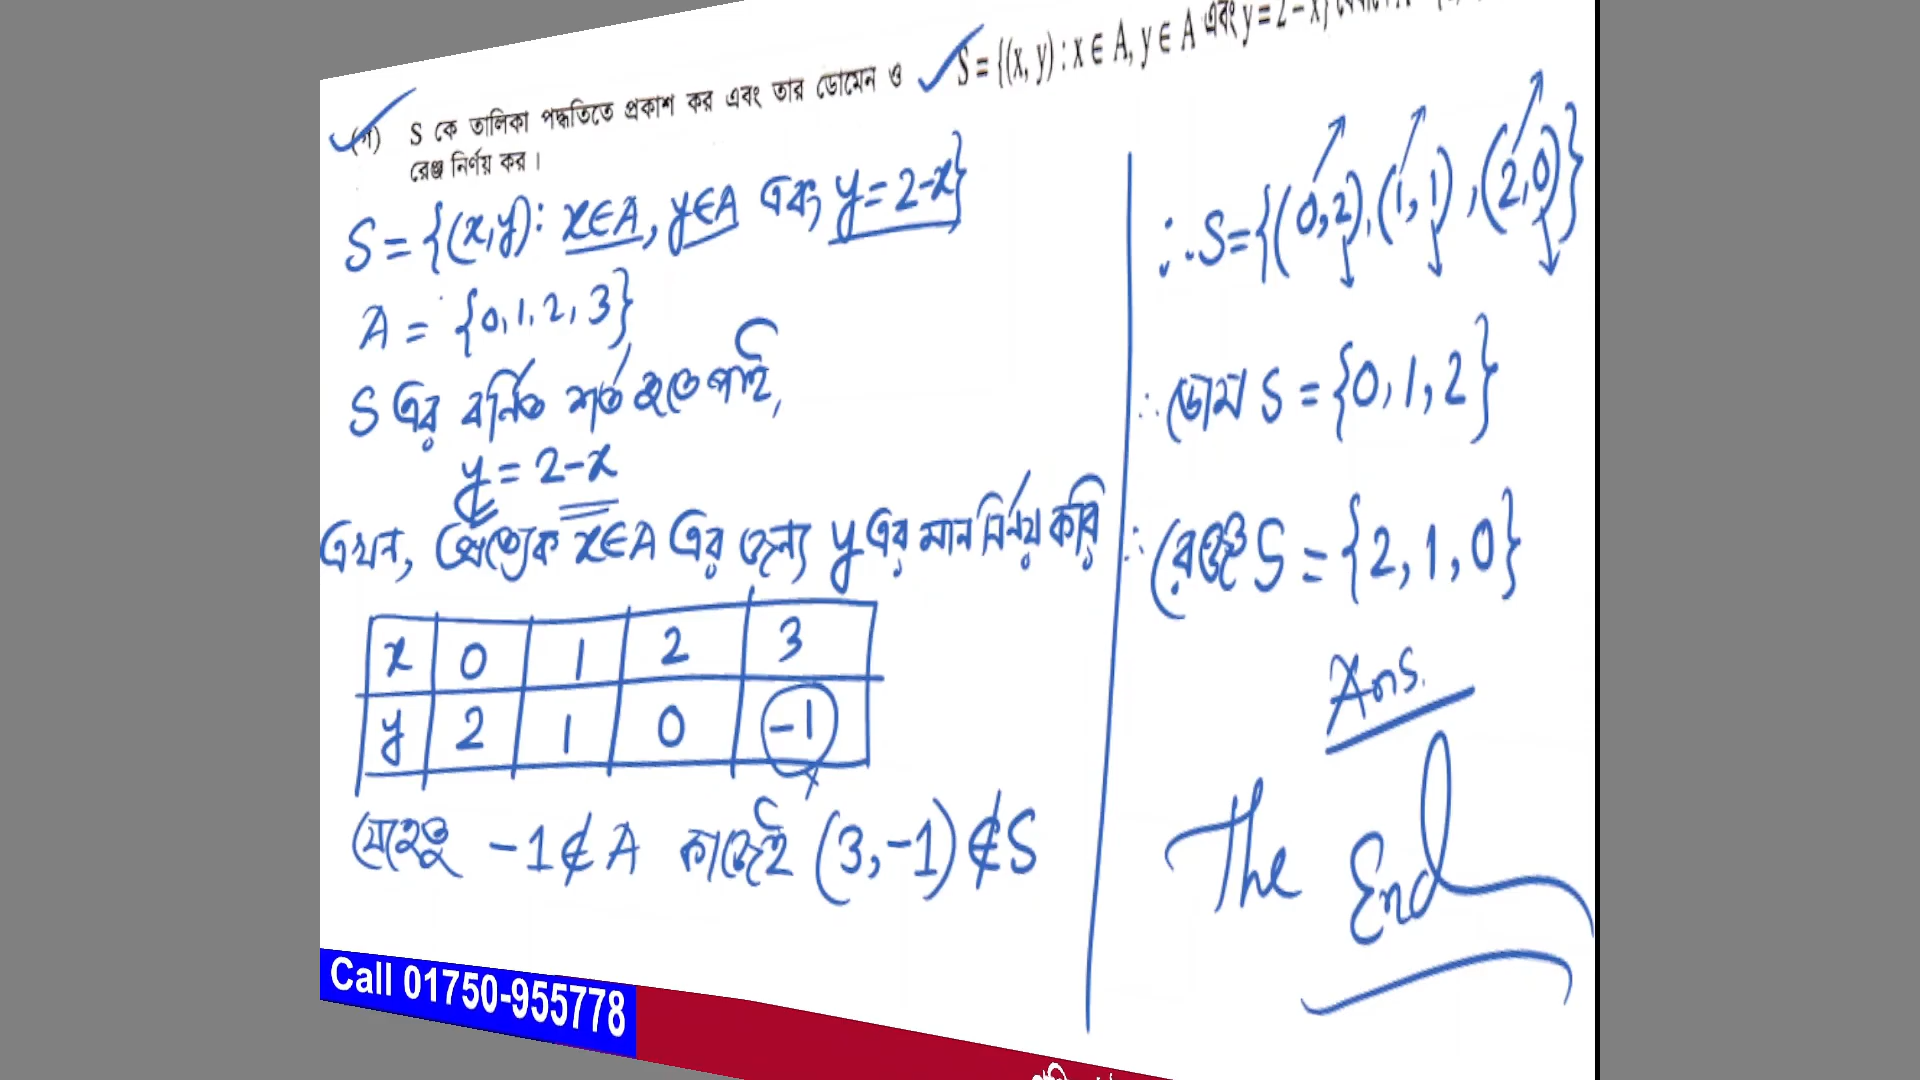 S = {(x, y) : x ∈ A, y ∈ A এবং y = 2 – x}
(গ) S কে তালিকা পদ্ধতিতে প্রকাশ কর এবং তার ডোমেন ও
রেঞ্জ নির্ণয় কর।
S = {(x,y): x∈A, y∈A এবং y = 2-x}
A = {0, 1, 2, 3}
S এর বর্ণিত শর্ত হতে পাই,
y = 2-x
এখন, প্রত্যেক x∈A এর জন্য y এর মান নির্নয় করি
x 0 1 2 3
y 2 1 0 -1
যেহেতু -1∉A কাজেই (3, -1)∉S
∴ S={(0,2), (1,1), (2,0)}
∴ ডোম S = {0, 1, 2}
∴ রেঞ্জ S = {2, 1, 0}
Ans.
The End
Call 01750-955778